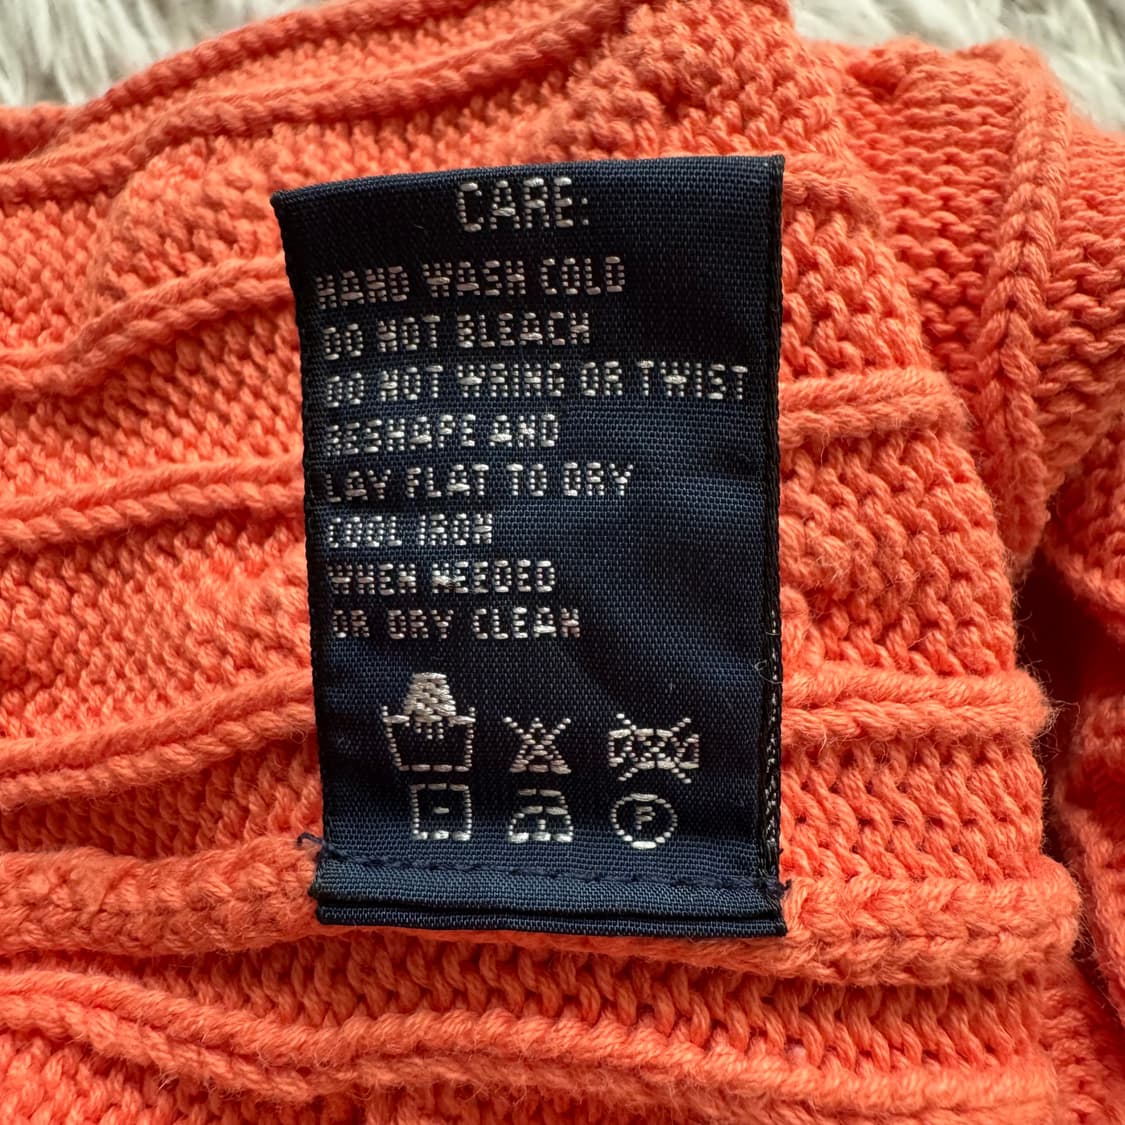 CARE:
HAND WASH COLD
DO NOT BLEACH
DO NOT WRING OR TWIST
RESHAPE AND
LAY FLAT TO DRY
COOL IRON
WHEN NEEDED
OR DRY CLEAN
F